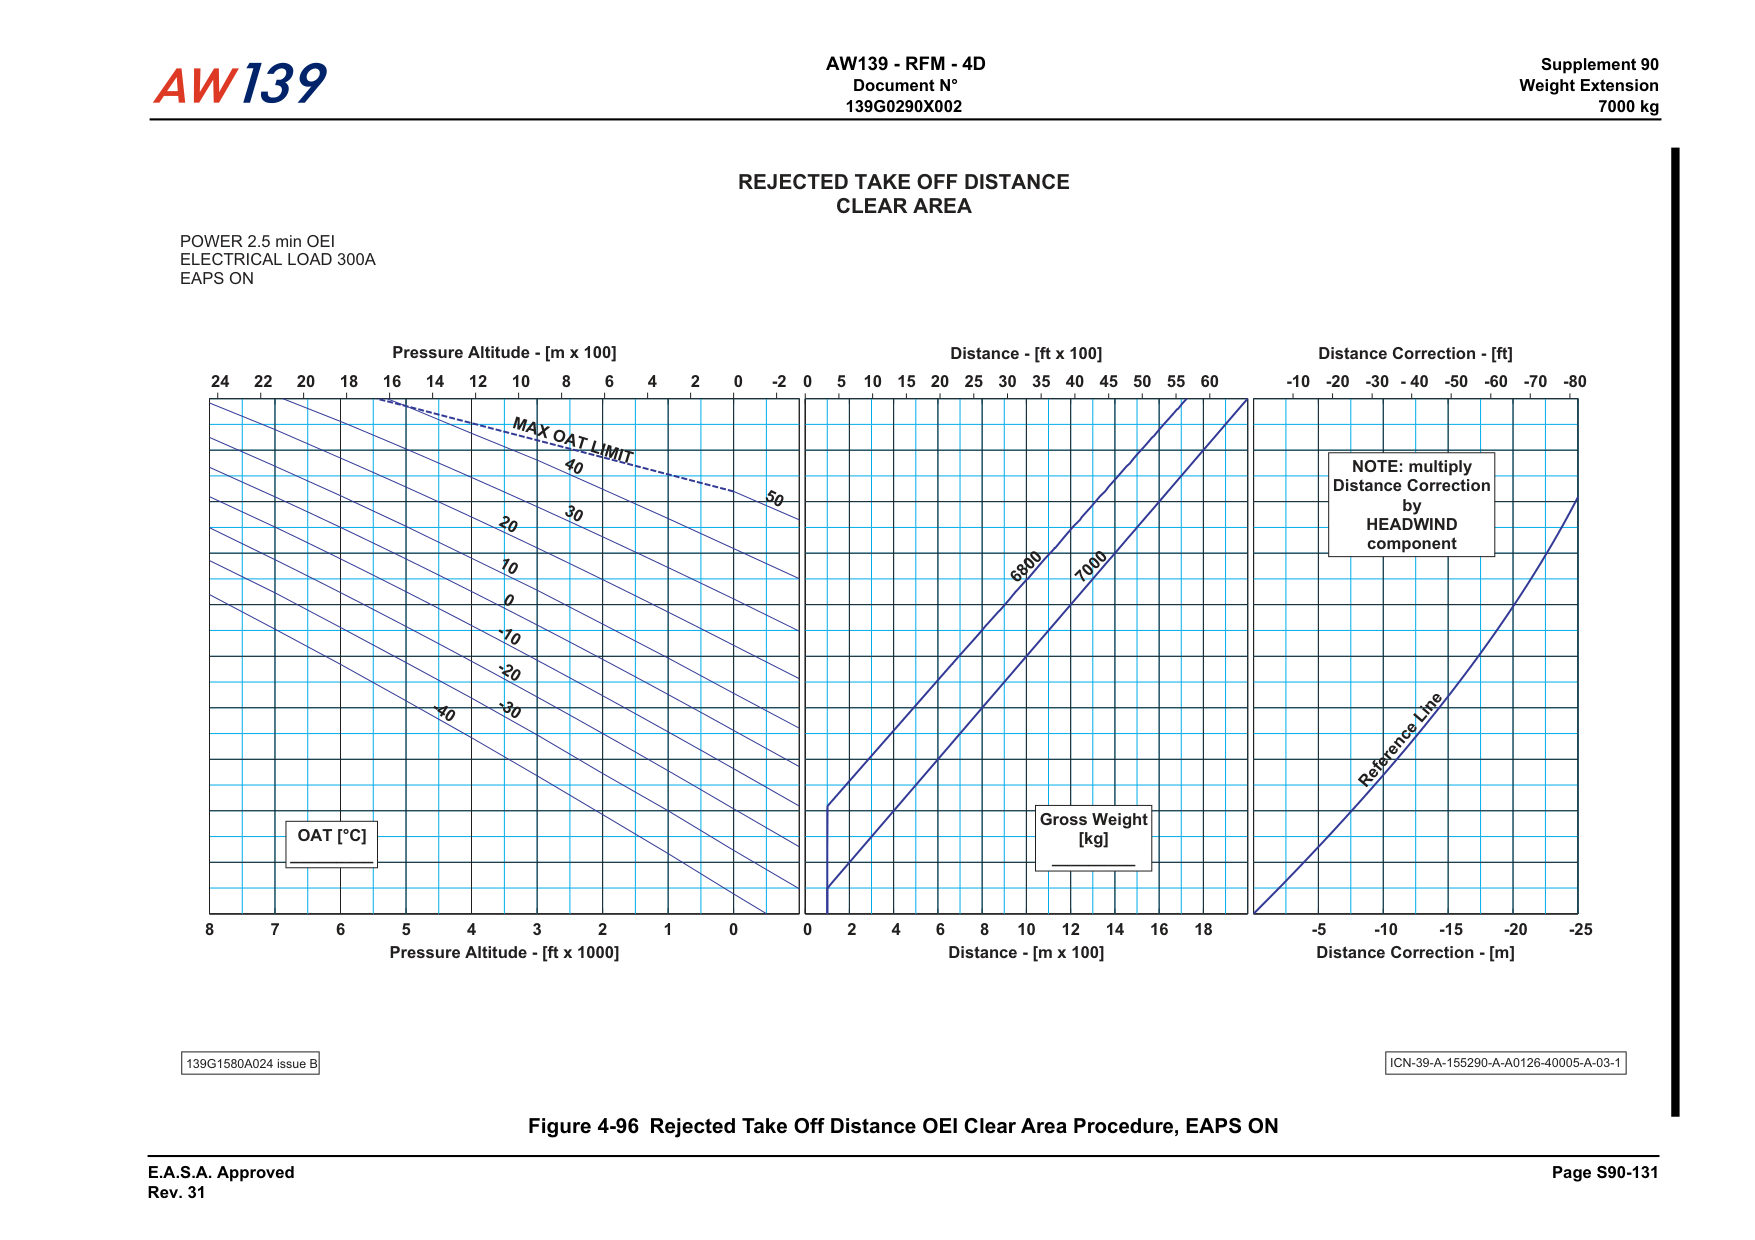 AW139
AW139 - RFM - 4D
Document N°
139G0290X002
Supplement 90
Weight Extension
7000 kg
REJECTED TAKE OFF DISTANCE
CLEAR AREA
POWER 2.5 min OEI
ELECTRICAL LOAD 300A
EAPS ON
Pressure Altitude - [m x 100]
24 22 20 18 16 14 12 10 8 6 4 2 0 -2
Distance - [ft x 100]
0 5 10 15 20 25 30 35 40 45 50 55 60
Distance Correction - [ft]
-10 -20 -30 - 40 -50 -60 -70 -80
MAX OAT LIMIT
50
40
30
20
10
0
-10
-20
-30
-40
OAT [°C]
6800
7000
Gross Weight
[kg]
NOTE: multiply
Distance Correction
by
HEADWIND
component
Reference Line
8 7 6 5 4 3 2 1 0
Pressure Altitude - [ft x 1000]
0 2 4 6 8 10 12 14 16 18
Distance - [m x 100]
-5 -10 -15 -20 -25
Distance Correction - [m]
139G1580A024 issue B
ICN-39-A-155290-A-A0126-40005-A-03-1
Figure 4-96 Rejected Take Off Distance OEI Clear Area Procedure, EAPS ON
E.A.S.A. Approved
Rev. 31
Page S90-131